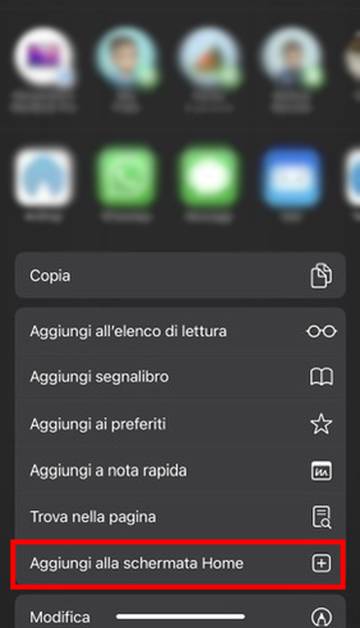 Copia
Aggiungi all'elenco di lettura
Aggiungi segnalibro
Aggiungi ai preferiti
Aggiungi a nota rapida
Trova nella pagina
Aggiungi alla schermata Home
Modifica